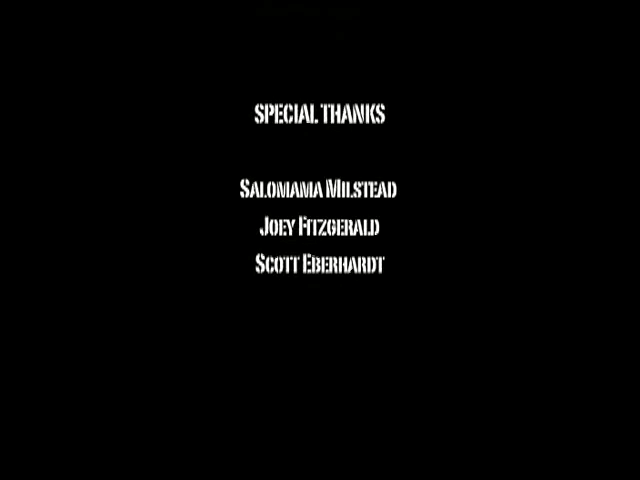 SPECIAL THANKS
SALOMAMA MILSTEAD
JOEY FITZGERALD
SCOTT EBERHARDT